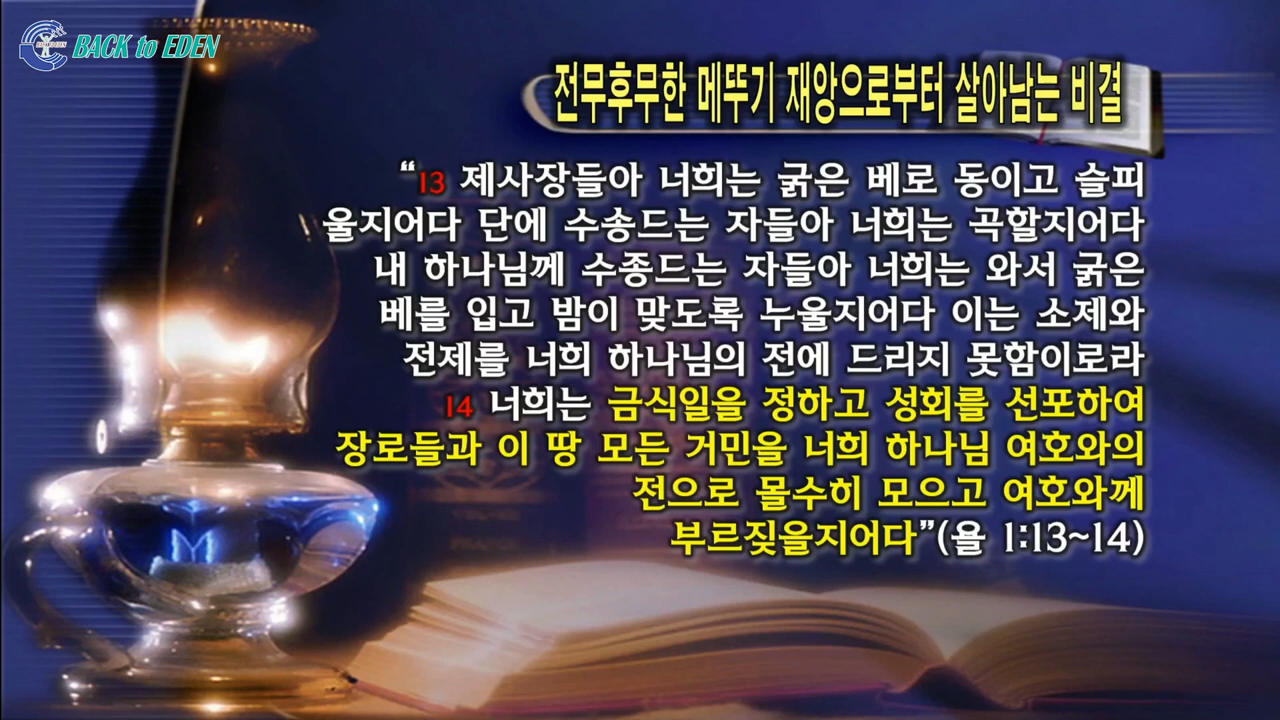 BACK to EDEN
전무후무한 메뚜기 재앙으로부터 살아남는 비결
“13 제사장들아 너희는 굵은 베로 동이고 슬피
울지어다 단에 수송드는 자들아 너희는 곡할지어다
내 하나님께 수종드는 자들아 너희는 와서 굵은
베를 입고 밤이 맞도록 누울지어다 이는 소제와
전제를 너희 하나님의 전에 드리지 못함이로라
14 너희는 금식일을 정하고 성회를 선포하여
장로들과 이 땅 모든 거민을 너희 하나님 여호와의
전으로 몰수히 모으고 여호와께
부르짖을지어다”(욜 1:13~14)